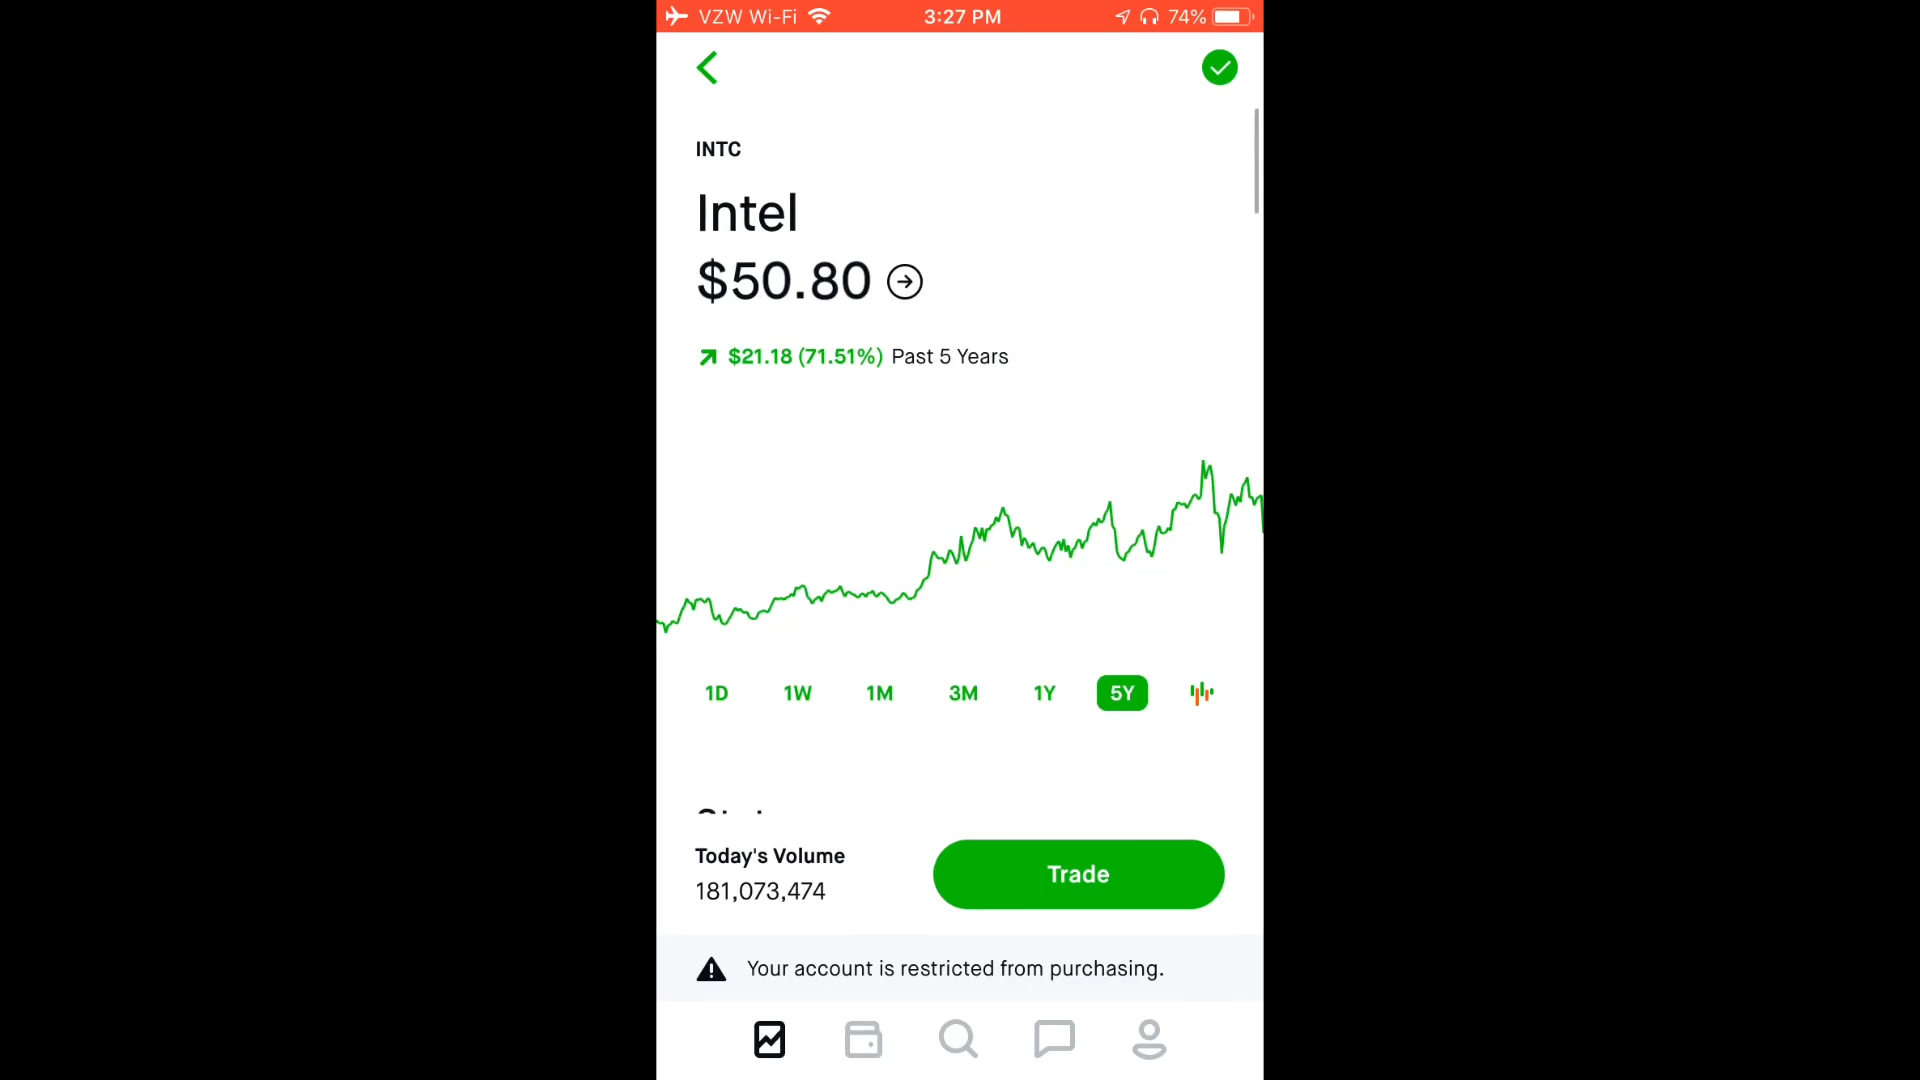 VZW Wi-Fi 3:27 PM 74%
INTC
Intel
$50.80
$21.18 (71.51%) Past 5 Years
1D 1W 1M 3M 1Y 5Y
Today's Volume
181,073,474
Trade
Your account is restricted from purchasing.